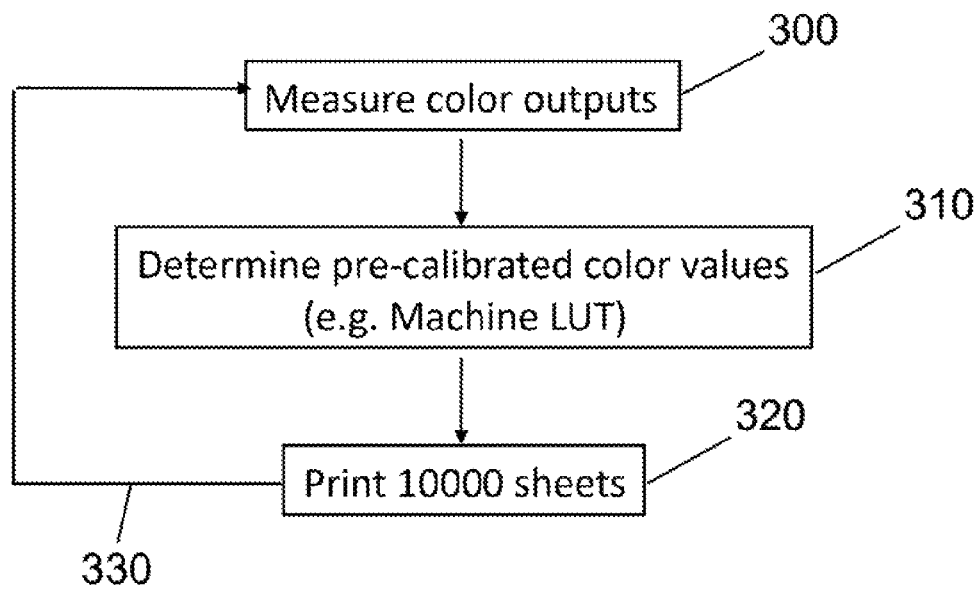 300
Measure color outputs
310
Determine pre-calibrated color values
(e.g. Machine LUT)
320
Print 10000 sheets
330